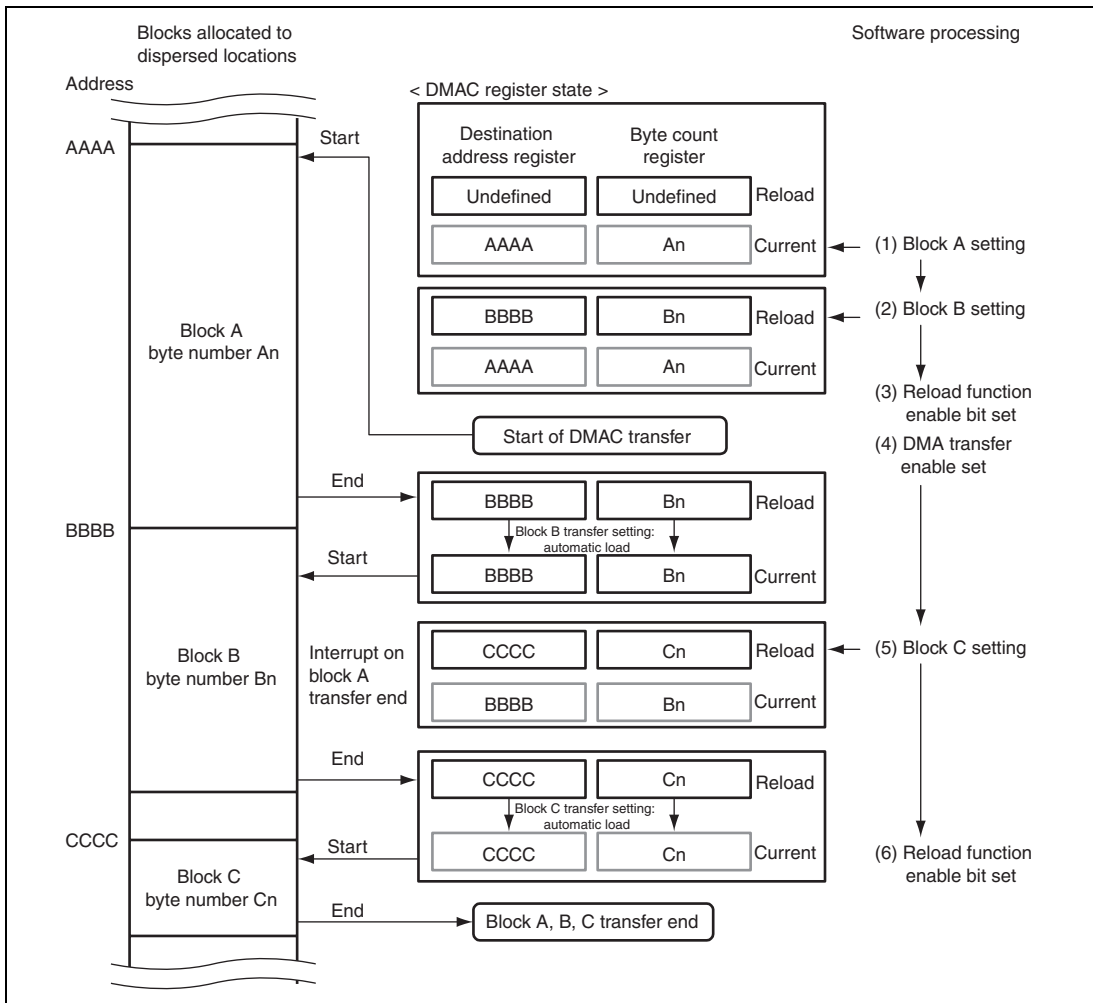 Blocks allocated to
dispersed locations
Software processing
Address
< DMAC register state >
AAAA
Start
Destination
address register
Byte count
register
Undefined
Undefined
Reload
AAAA
An
Current
(1) Block A setting
Block A
byte number An
BBBB
Bn
Reload
(2) Block B setting
AAAA
An
Current
(3) Reload function
enable bit set
Start of DMAC transfer
(4) DMA transfer
enable set
End
BBBB
Bn
Reload
BBBB
Block B transfer setting:
automatic load
Start
BBBB
Bn
Current
Block B
byte number Bn
Interrupt on
block A
transfer end
CCCC
Cn
Reload
(5) Block C setting
BBBB
Bn
Current
End
CCCC
Cn
Reload
Block C transfer setting:
automatic load
CCCC
Start
CCCC
Cn
Current
(6) Reload function
enable bit set
Block C
byte number Cn
End
Block A, B, C transfer end